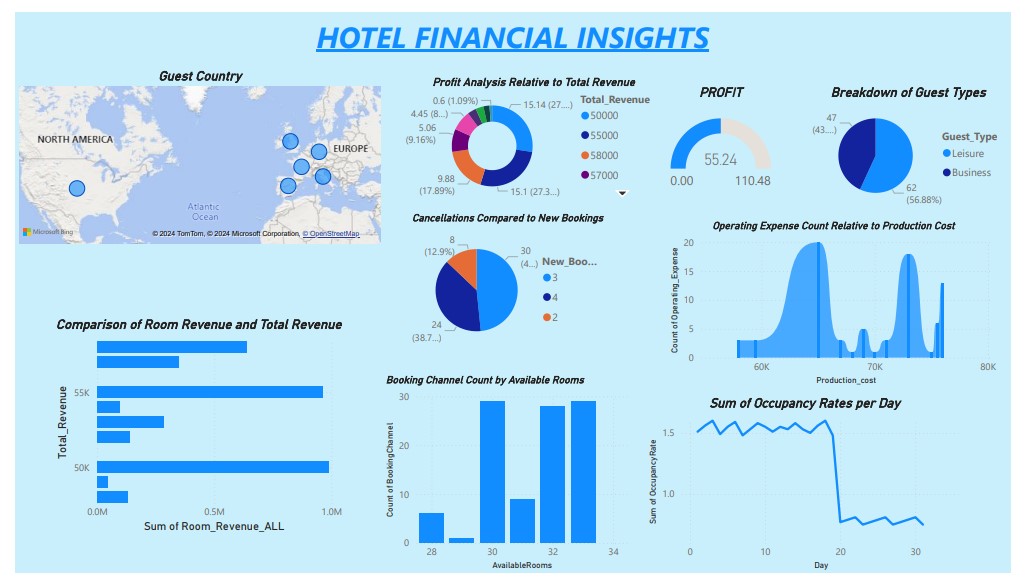 HOTEL FINANCIAL INSIGHTS
Guest Country
NORTH AMERICA
EUROPE
Atlantic
Ocean
Microsoft Bing
© 2024 TomTom, © 2024 Microsoft Corporation, © OpenStreetMap
Profit Analysis Relative to Total Revenue
0.6 (1.09%)
15.14 (27....)
4.45 (8...)
5.06
(9.16%)
9.88
(17.89%)
15.1 (27.3...)
Total_Revenue
50000
55000
58000
57000
PROFIT
55.24
0.00
110.48
Breakdown of Guest Types
47
(43....)
62
(56.88%)
Guest_Type
Leisure
Business
Cancellations Compared to New Bookings
8
(12.9%)
30
(4...)
24
(38.7...)
New_Boo...
3
4
2
Operating Expense Count Relative to Production Cost
Count of Operating_Expense
20
15
10
5
0
60K
70K
80K
Production_cost
Comparison of Room Revenue and Total Revenue
Total_Revenue
55K
50K
0.0M
0.5M
1.0M
Sum of Room_Revenue_ALL
Booking Channel Count by Available Rooms
Count of BookingChannel
30
20
10
0
28
30
32
34
AvailableRooms
Sum of Occupancy Rates per Day
Sum of OccupancyRate
1.5
1.0
0
10
20
30
Day